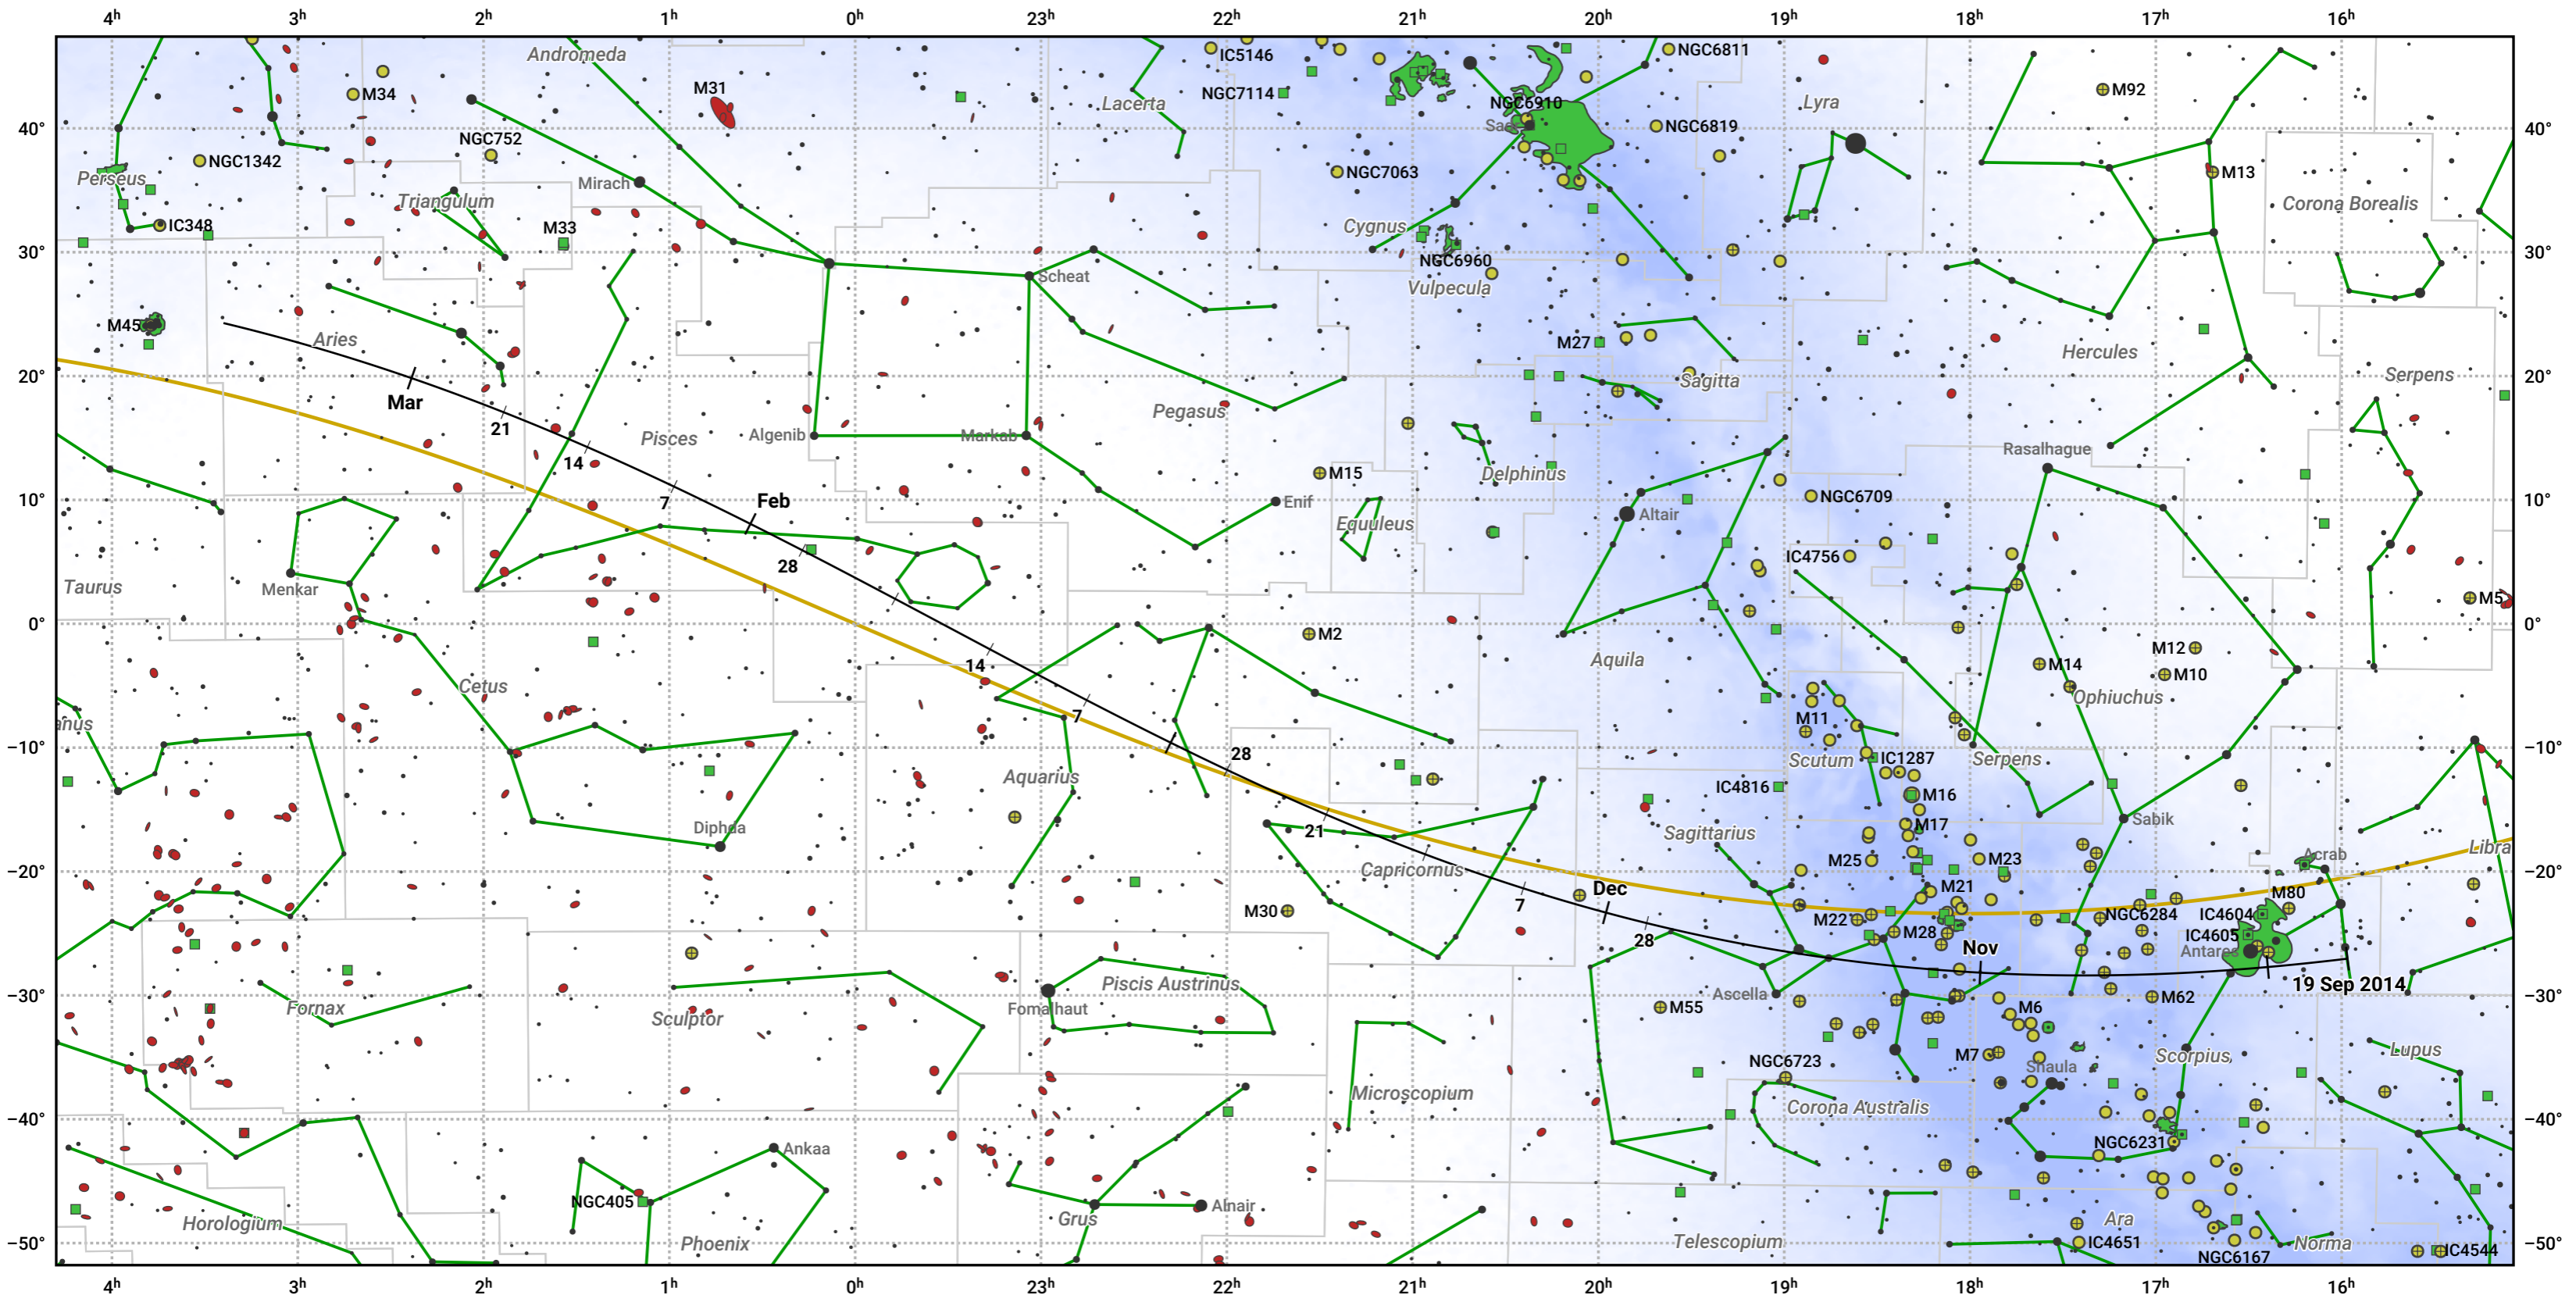 4h 3h 2h 1h 0h 23h 22h 21h 20h 19h 18h 17h 16h
Andromeda
IC5146
NGC6811
M34
M31
NGC7114
Lacerta
NGC6910
Lyra
M92
40°
Sadr
NGC6819
40°
NGC752
NGC1342
Perseus
Mirach
NGC7063
M13
Triangulum
Corona Borealis
IC348
M33
Cygnus
30°
NGC6960
30°
Scheat
Vulpecula
M45
Aries
M27
Hercules
20°
Sagitta
Serpens
20°
Mar
Pegasus
21
Pisces
Algenib
Markab
Rasalhague
14
M15
Delphinus
10°
7
Feb
Enif
NGC6709
10°
Equuleus
Altair
28
IC4756
Taurus
Menkar
M5
0°
M2
0°
M12
14
Aquila
M14
M10
Cetus
Ophiuchus
7
anus
M11
−10°
28
IC1287
−10°
Aquarius
Scutum
Serpens
IC4816
M16
Diphda
21
Sagittarius
M17
Sabik
Libra
Acrab
M25
M23
−20°
Capricornus
−20°
Dec
M21
M80
7
M30
M22
NGC6284
IC4604
28
M28
IC4605
Nov
Antares
Piscis Austrinus
19 Sep 2014
−30°
Ascella
M62
−30°
Fornax
Fomalhaut
M55
M6
Sculptor
Lupus
M7
Scorpius
NGC6723
Shaula
Microscopium
Corona Australis
−40°
−40°
Ankaa
NGC6231
NGC405
Alnair
Horologium
Grus
Ara
Phoenix
Telescopium
IC4651
Norma
−50°
NGC6167
IC4544
−50°
4h 3h 2h 1h 0h 23h 22h 21h 20h 19h 18h 17h 16h